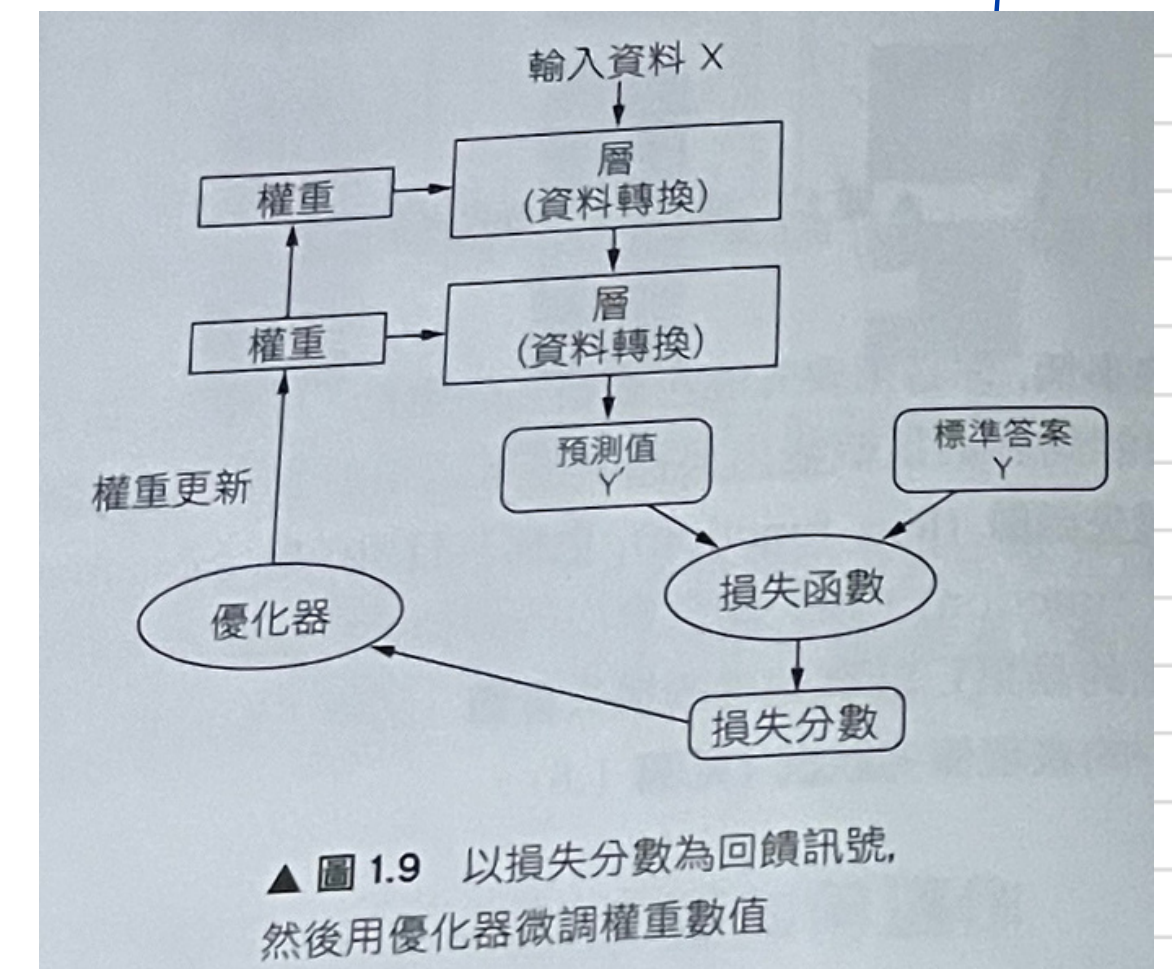 輸入資料 X
層
(資料轉換)
權重
層
(資料轉換)
權重
預測值
Y'
標準答案
Y
權重更新
損失函數
優化器
損失分數
▲ 圖 1.9 以損失分數為回饋訊號,
然後用優化器微調權重數值